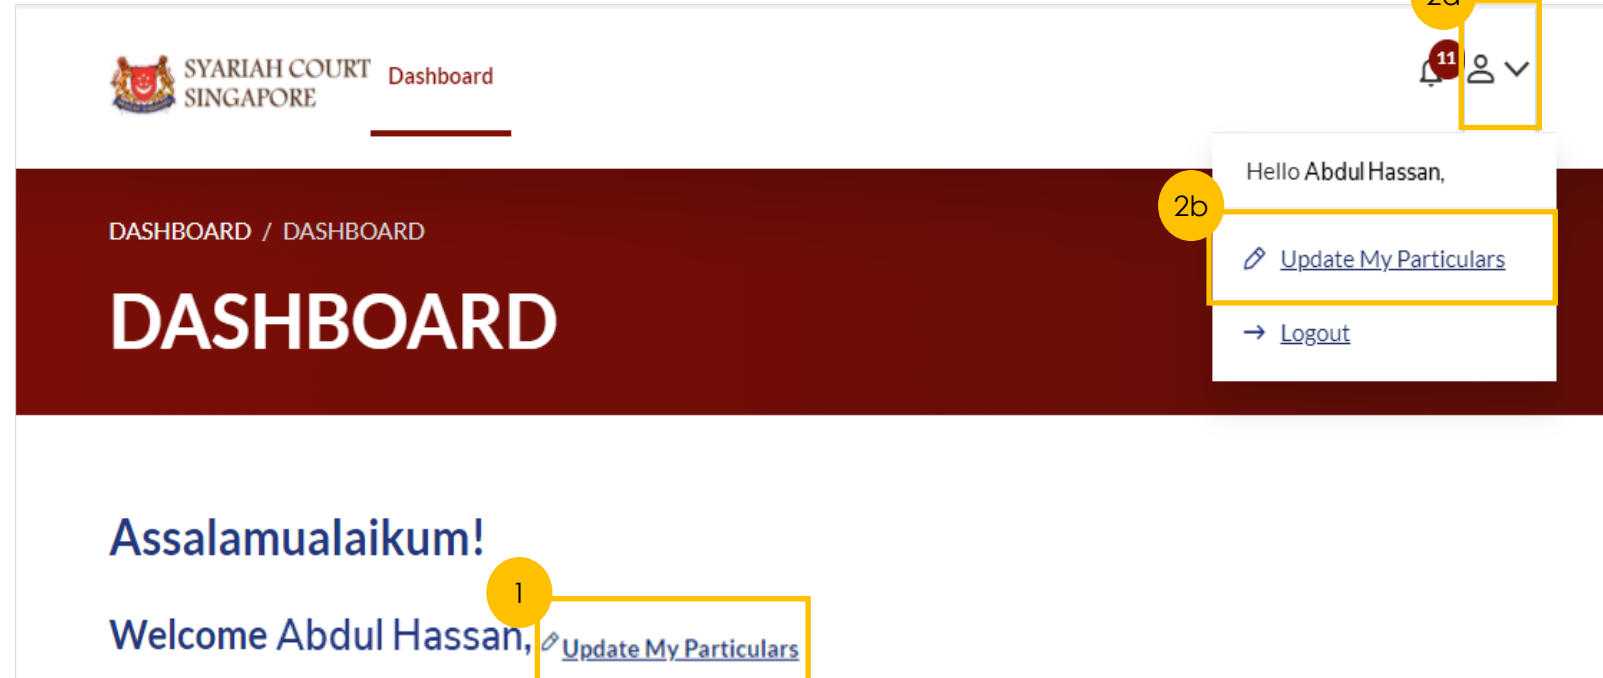 2a
SYARIAH COURT
SINGAPORE
Dashboard
11
Hello Abdul Hassan,
2b
Update My Particulars
Logout
DASHBOARD / DASHBOARD
DASHBOARD
Assalamualaikum!
1
Welcome Abdul Hassan, Update My Particulars